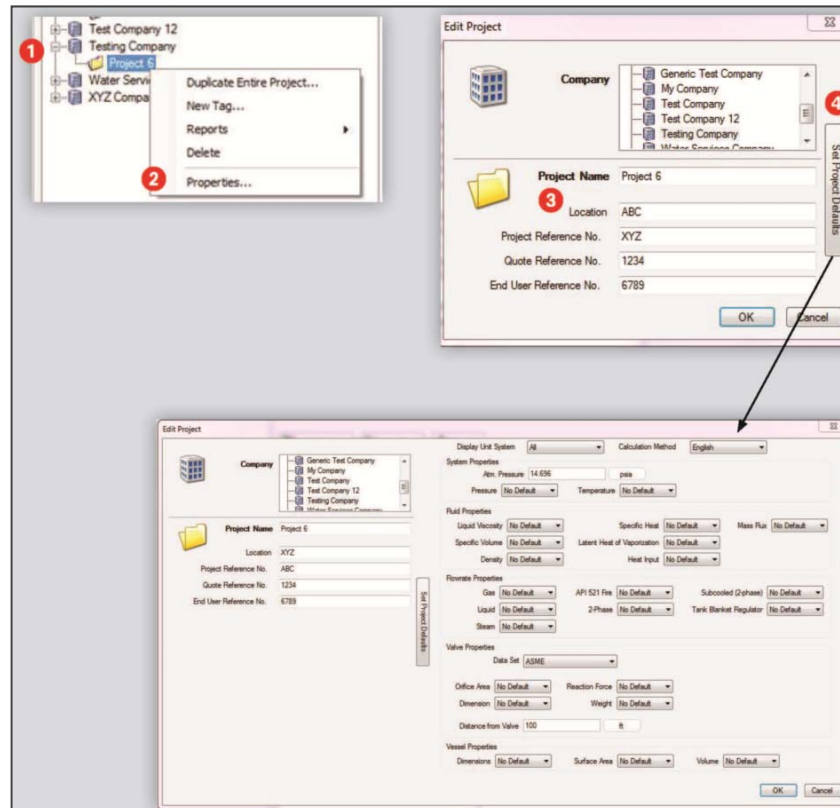 Test Company 12
1
Testing Company
Project 6
Water Servi
XYZ Compa
Duplicate Entire Project...
New Tag...
Reports
Delete
2
Properties...
Edit Project
Company
Generic Test Company
My Company
Test Company
Test Company 12
Testing Company
Water Services Company
4
Set Project Defaults
Project Name Project 6
3
Location ABC
Project Reference No. XYZ
Quote Reference No. 1234
End User Reference No. 6789
OK Cancel
Edit Project
Company
Generic Test Company
My Company
Test Company
Test Company 12
Testing Company
Water Services Company
Project Name Project 6
Location XYZ
Project Reference No. ABC
Quote Reference No. 1234
End User Reference No. 6789
Set Project Defaults
Display Unit System All Calculation Method English
System Properties
Atm. Pressure 14.696 psia
Pressure No Default Temperature No Default
Fluid Properties
Liquid Viscosity No Default Specific Heat No Default Mass Flux No Default
Specific Volume No Default Latent Heat of Vaporization No Default
Density No Default Heat Input No Default
Flowrate Properties
Gas No Default API 521 Fire No Default Subcooled (2-phase) No Default
Liquid No Default 2-Phase No Default Tank Blanket Regulator No Default
Steam No Default
Valve Properties
Data Set ASME
Orifice Area No Default Reaction Force No Default
Dimension No Default Weight No Default
Distance from Valve 100 ft
Vessel Properties
Dimensions No Default Surface Area No Default Volume No Default
OK Cancel